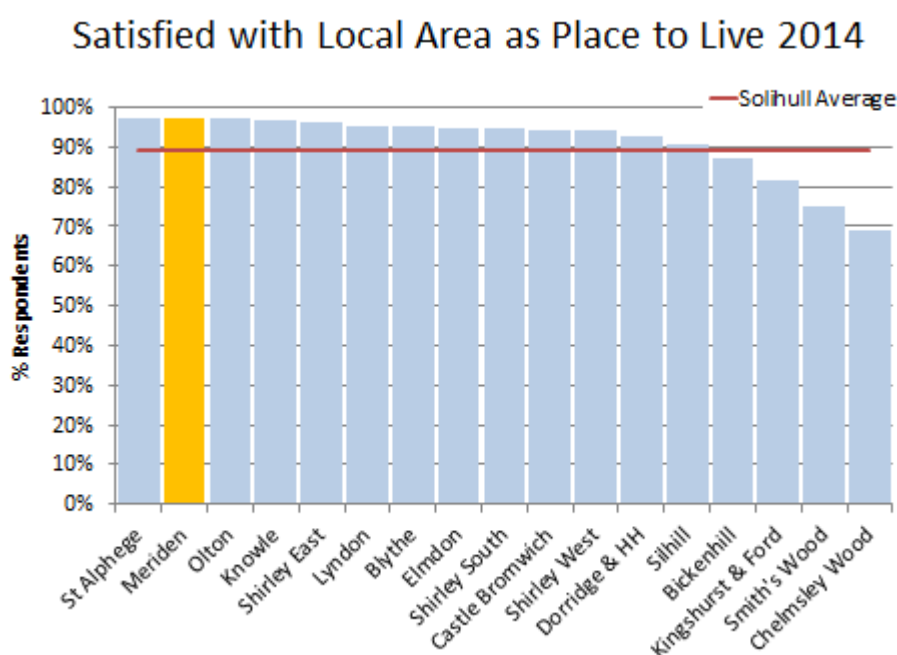 Satisfied with Local Area as Place to Live 2014
Solihull Average
% Respondents
100%
90%
80%
70%
60%
50%
40%
30%
20%
10%
0%
St Alphege
Meriden
Olton
Knowle
Shirley East
Lyndon
Blythe
Elmdon
Shirley South
Castle Bromwich
Shirley West
Dorridge & HH
Silhill
Bickenhill
Kingshurst & Ford
Smith's Wood
Chelmsley Wood